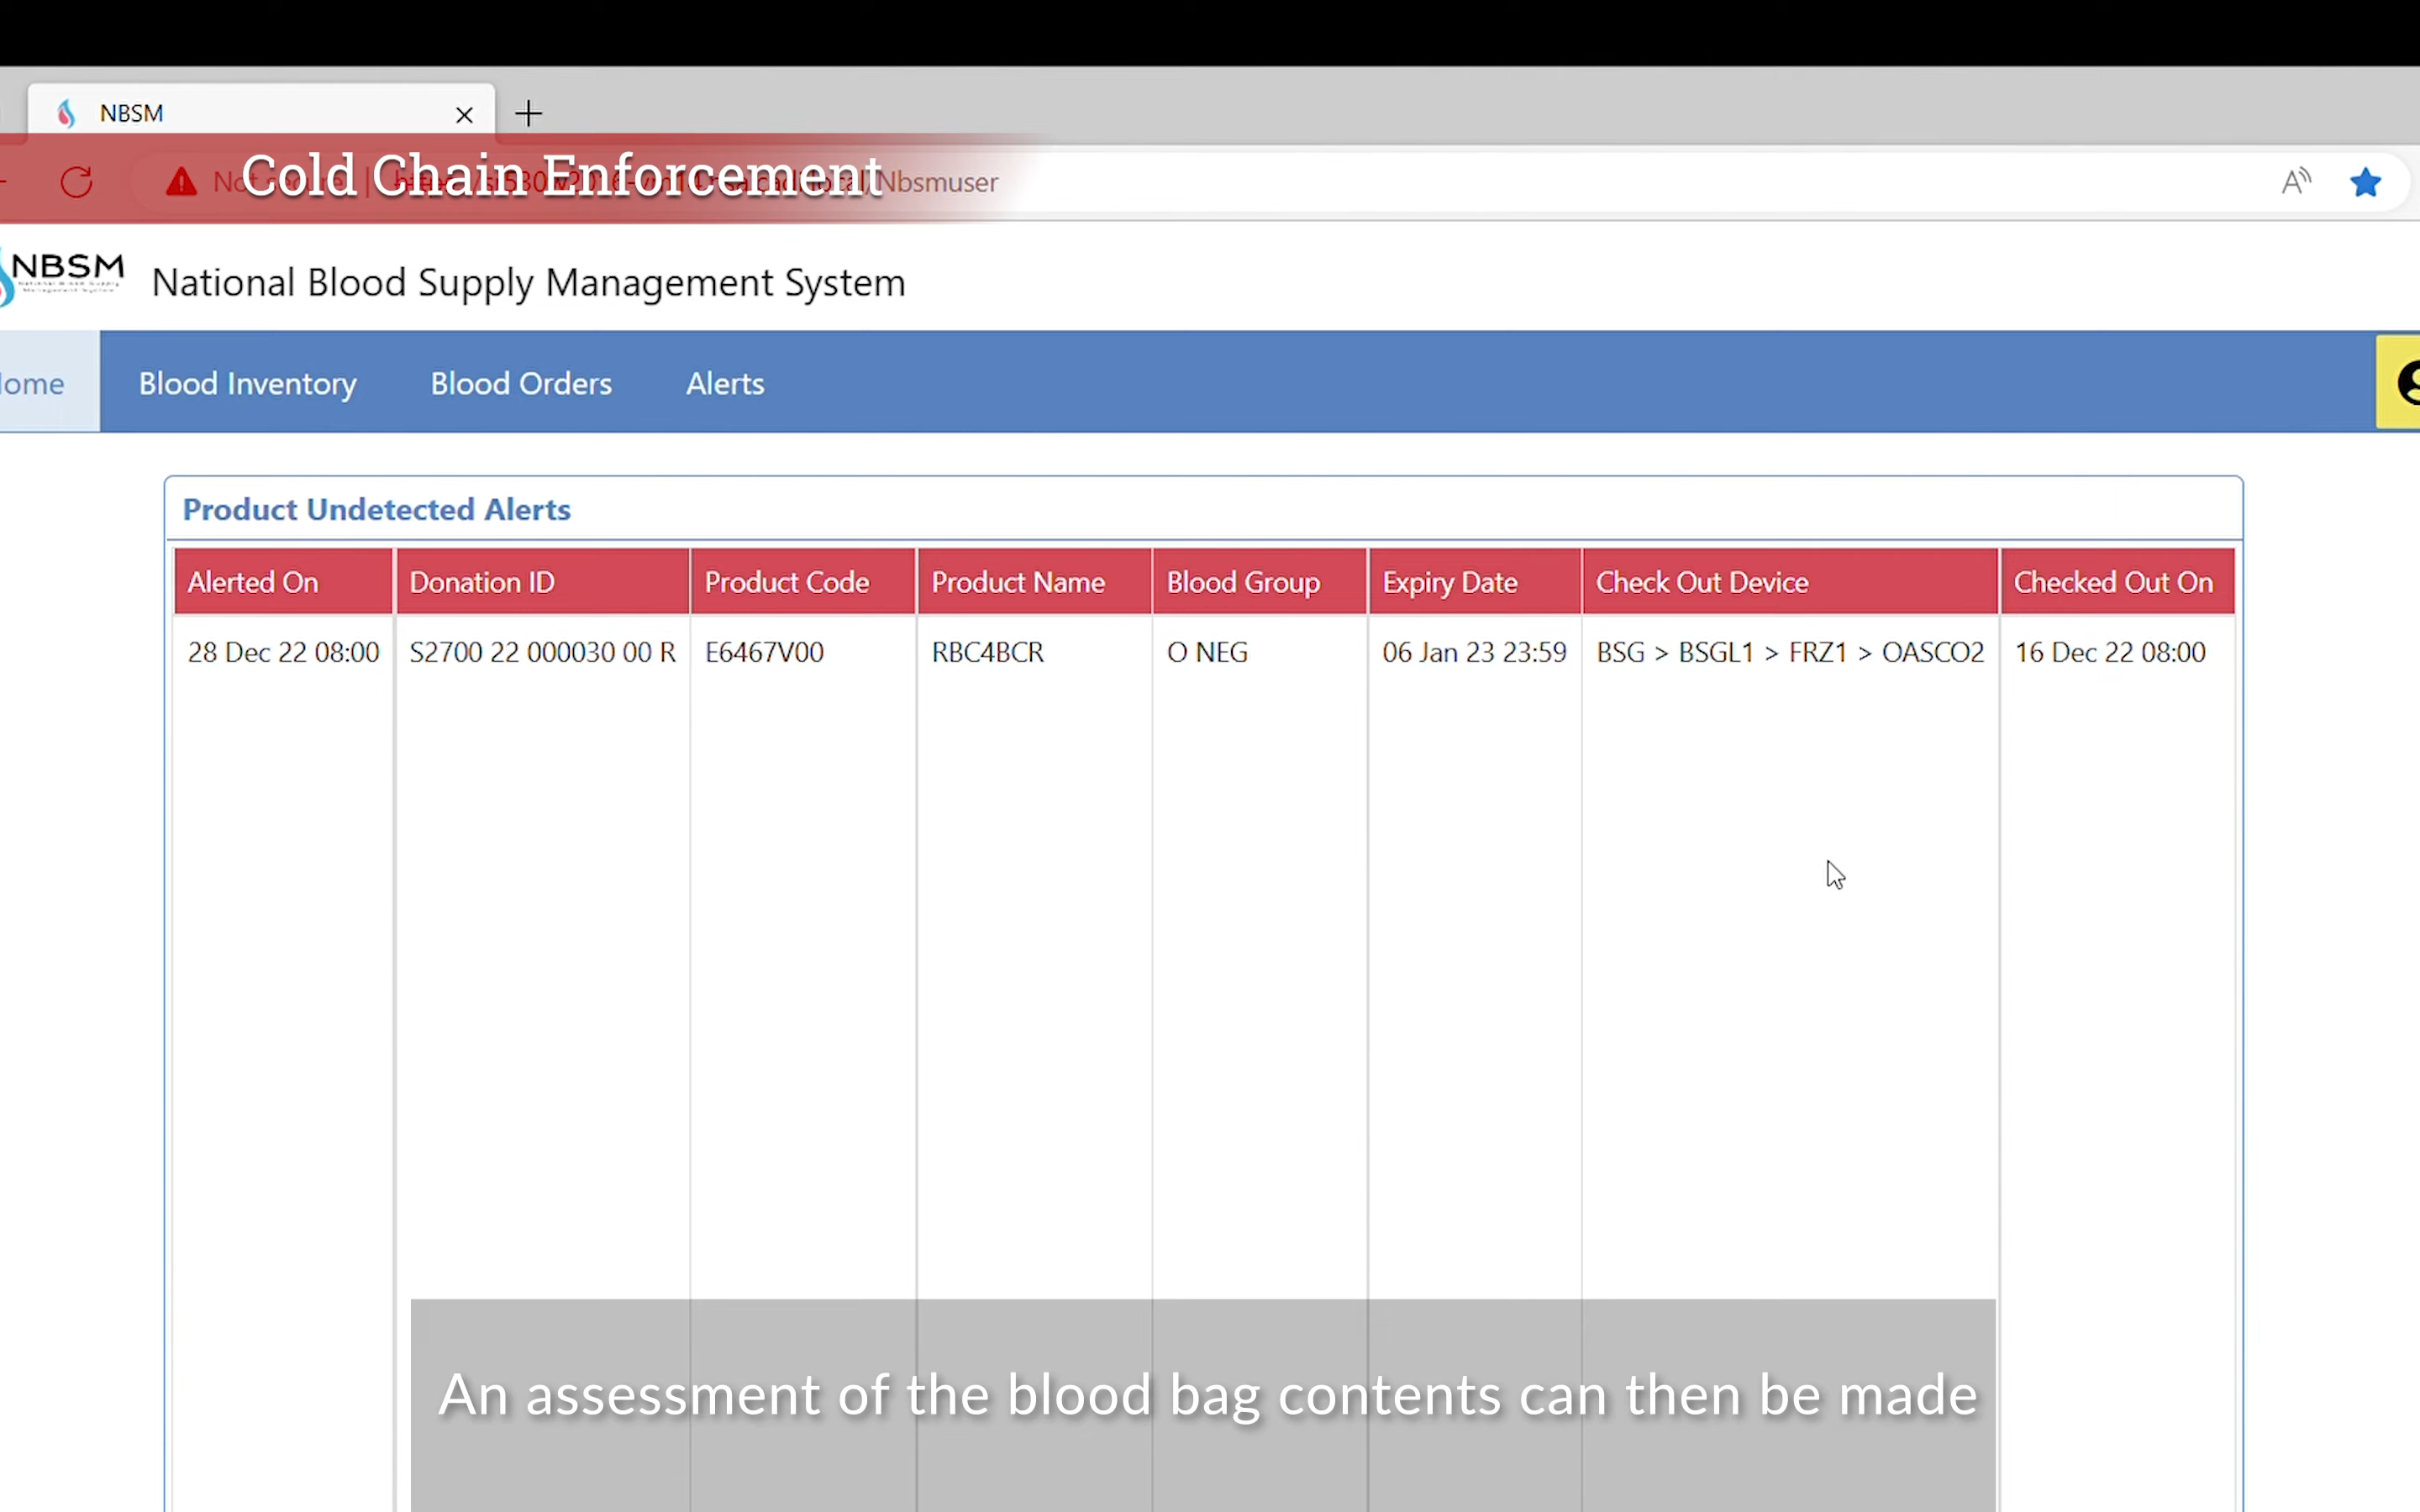 NBSM
Cold Chain Enforcement
Nbsmuser
NBSM
National Blood Supply Management System
Blood Inventory Blood Orders Alerts
Product Undetected Alerts
Alerted On Donation ID Product Code Product Name Blood Group Expiry Date Check Out Device Checked Out On
28 Dec 22 08:00 S2700 22 000030 00 R E6467V00 RBC4BCR O NEG 06 Jan 23 23:59 BSG > BSGL1 > FRZ1 > OASCO2 16 Dec 22 08:00
An assessment of the blood bag contents can then be made